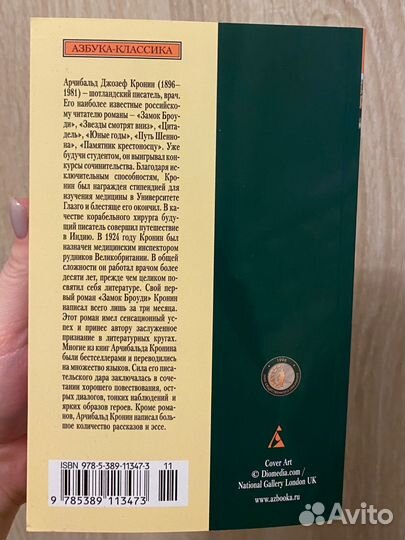 АЗБУКА-КЛАССИКА
Арчибальд Джозеф Кронин (1896–
1981) – шотландский писатель, врач.
Его наиболее известные российско-
му читателю романы – «Замок Броу-
ди», «Звезды смотрят вниз», «Цита-
дель», «Юные годы», «Путь Шенно-
на», «Памятник крестоносцу». Уже
будучи студентом, он выигрывал кон-
курсы сочинительства. Благодаря ис-
ключительным способностям, Кро-
нин был награжден стипендией для
изучения медицины в Университете
Глазго и блестяще его окончил. В ка-
честве корабельного хирурга буду-
щий писатель совершил путешествие
в Индию. В 1924 году Кронин был
назначен медицинским инспектором
рудников Великобритании. В общей
сложности он работал врачом более
десяти лет, прежде чем целиком по-
святил себя литературе. Свой пер-
вый роман «Замок Броуди» Кронин
написал всего лишь за три месяца.
Этот роман имел сенсационный ус-
пех и принес автору заслуженное
признание в литературных кругах.
Многие из книг Арчибальда Кронина
были бестселлерами и переводились
на множество языков. Сила его пи-
сательского дара заключалась в соче-
тании хорошего повествования, ост-
рых диалогов, тонких наблюдений и
ярких образов героев. Кроме рома-
нов, Арчибальд Кронин написал боль-
шое количество рассказов и эссе.
ISBN 978-5-389-11347-3
11
9 785389 113473
Cover Art
© Diomedia.com /
National Gallery London UK
www.azbooka.ru
Avito